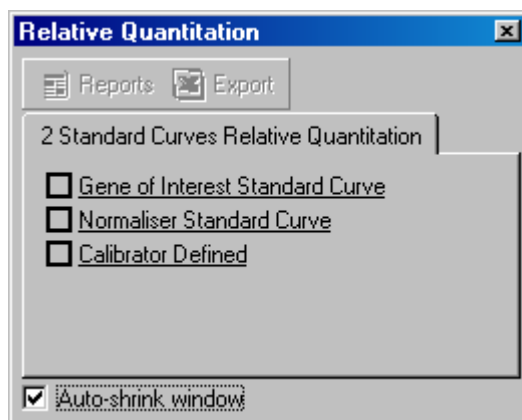 Relative Quantitation
Reports Export
2 Standard Curves Relative Quantitation
Gene of Interest Standard Curve
Normaliser Standard Curve
Calibrator Defined
Auto-shrink window